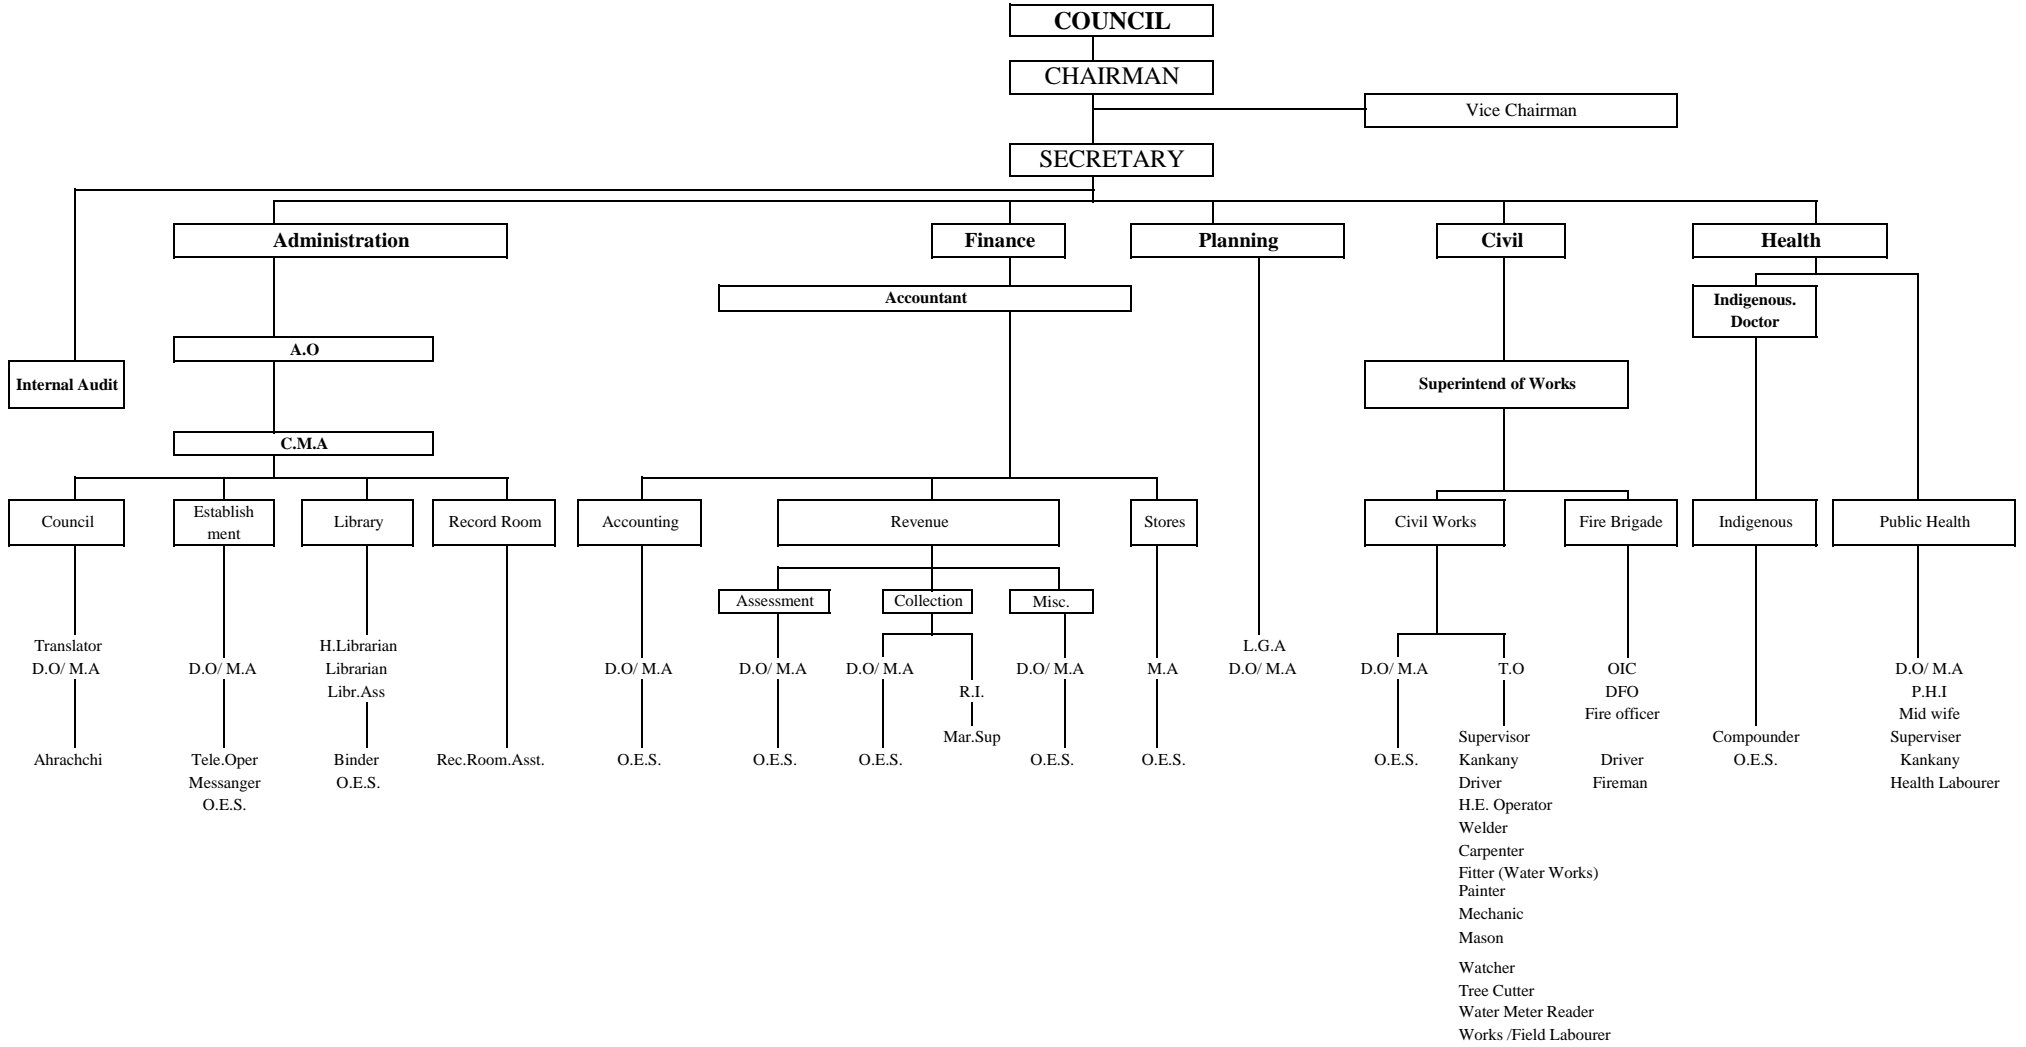 COUNCIL
CHAIRMAN
Vice Chairman
SECRETARY
Administration
Finance
Planning
Civil
Health
Accountant
Indigenous.
Doctor
A.O
Internal Audit
Superintend of Works
C.M.A
Council
Establish
ment
Library
Record Room
Accounting
Revenue
Stores
Civil Works
Fire Brigade
Indigenous
Public Health
Assessment
Collection
Misc.
Translator
D.O/ M.A
Ahrachchi
D.O/ M.A
Tele.Oper
Messanger
O.E.S.
H.Librarian
Librarian
Libr.Ass
Binder
O.E.S.
Rec.Room.Asst.
D.O/ M.A
O.E.S.
D.O/ M.A
O.E.S.
D.O/ M.A
O.E.S.
R.I.
Mar.Sup
D.O/ M.A
O.E.S.
M.A
O.E.S.
L.G.A
D.O/ M.A
D.O/ M.A
O.E.S.
T.O
Supervisor
Kankany
Driver
H.E. Operator
Welder
Carpenter
Fitter (Water Works)
Painter
Mechanic
Mason
Watcher
Tree Cutter
Water Meter Reader
Works /Field Labourer
OIC
DFO
Fire officer
Driver
Fireman
Compounder
O.E.S.
D.O/ M.A
P.H.I
Mid wife
Superviser
Kankany
Health Labourer